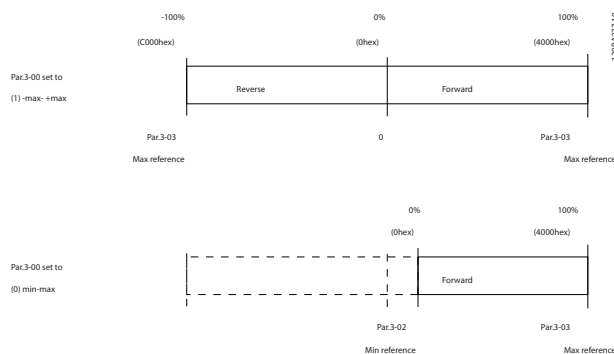 -100% 0% 100%
(C000hex) (0hex) (4000hex)
Par.3-00 set to
(1) -max- +max
Reverse Forward
Par.3-03 0 Par.3-03
Max reference Max reference
0% 100%
(0hex) (4000hex)
Par.3-00 set to
(0) min-max
Forward
Par.3-02 Par.3-03
Min reference Max reference